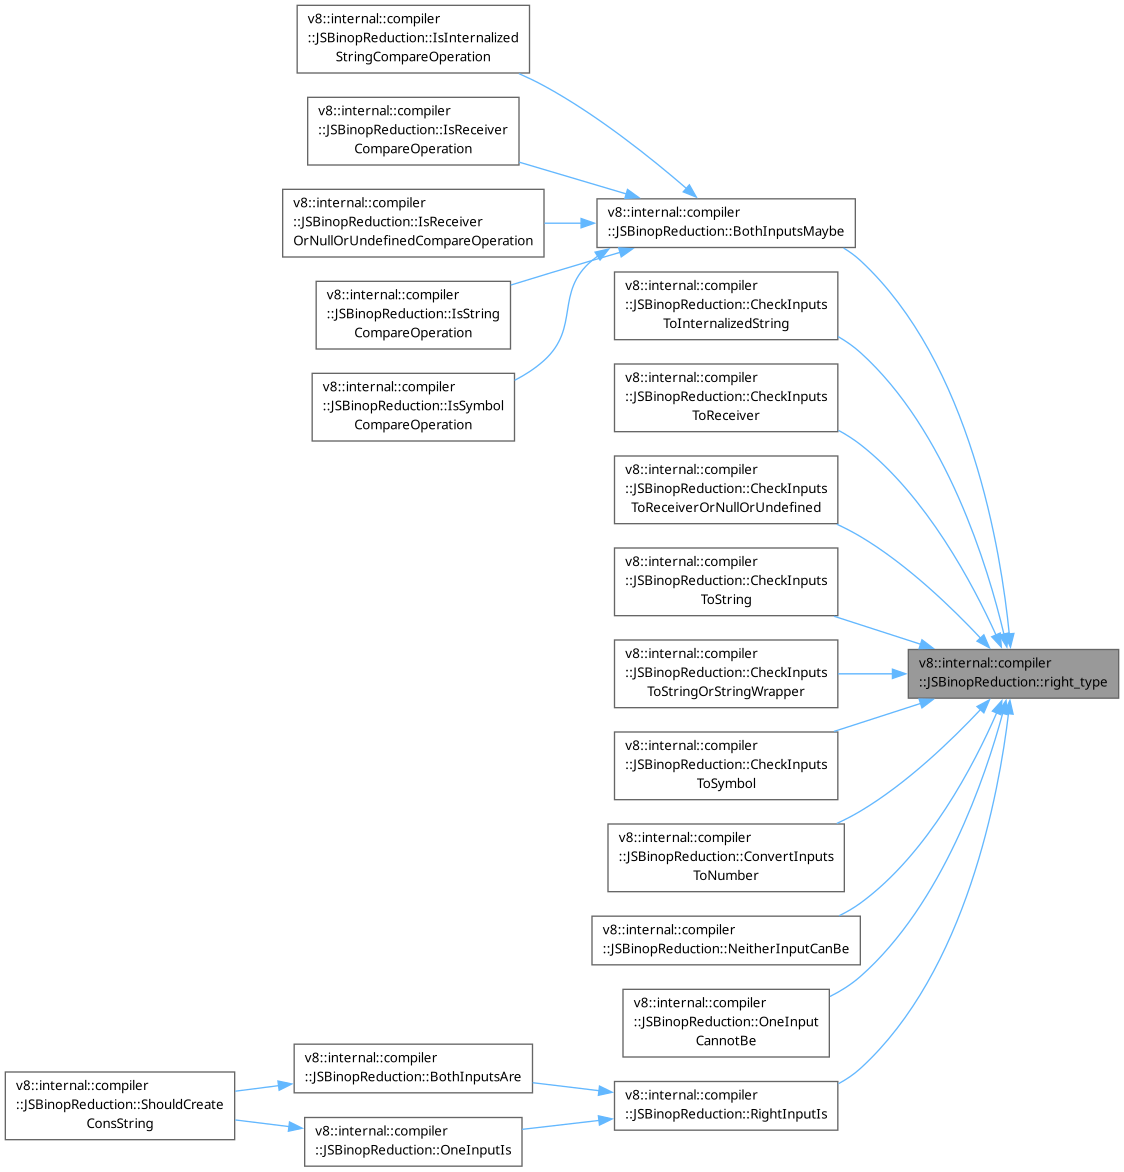 v8::internal::compiler
::JSBinopReduction::IsInternalized
StringCompareOperation
v8::internal::compiler
::JSBinopReduction::IsReceiver
CompareOperation
v8::internal::compiler
::JSBinopReduction::IsReceiver
OrNullOrUndefinedCompareOperation
v8::internal::compiler
::JSBinopReduction::IsString
CompareOperation
v8::internal::compiler
::JSBinopReduction::IsSymbol
CompareOperation
v8::internal::compiler
::JSBinopReduction::BothInputsMaybe
v8::internal::compiler
::JSBinopReduction::CheckInputs
ToInternalizedString
v8::internal::compiler
::JSBinopReduction::CheckInputs
ToReceiver
v8::internal::compiler
::JSBinopReduction::CheckInputs
ToReceiverOrNullOrUndefined
v8::internal::compiler
::JSBinopReduction::CheckInputs
ToString
v8::internal::compiler
::JSBinopReduction::CheckInputs
ToStringOrStringWrapper
v8::internal::compiler
::JSBinopReduction::CheckInputs
ToSymbol
v8::internal::compiler
::JSBinopReduction::ConvertInputs
ToNumber
v8::internal::compiler
::JSBinopReduction::NeitherInputCanBe
v8::internal::compiler
::JSBinopReduction::OneInput
CannotBe
v8::internal::compiler
::JSBinopReduction::RightInputIs
v8::internal::compiler
::JSBinopReduction::right_type
v8::internal::compiler
::JSBinopReduction::BothInputsAre
v8::internal::compiler
::JSBinopReduction::OneInputIs
v8::internal::compiler
::JSBinopReduction::ShouldCreate
ConsString